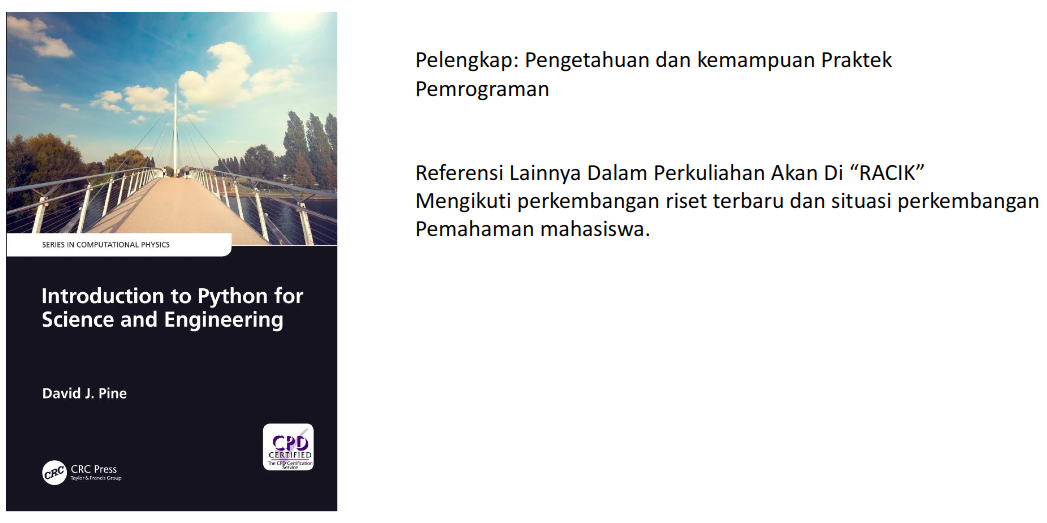 SERIES IN COMPUTATIONAL PHYSICS
Introduction to Python for
Science and Engineering
David J. Pine
CPD
CERTIFIED
The CPD Certification
Service
CRC
CRC Press
Taylor & Francis Group
Pelengkap: Pengetahuan dan kemampuan Praktek
Pemrograman
Referensi Lainnya Dalam Perkuliahan Akan Di “RACIK”
Mengikuti perkembangan riset terbaru dan situasi perkembangan
Pemahaman mahasiswa.